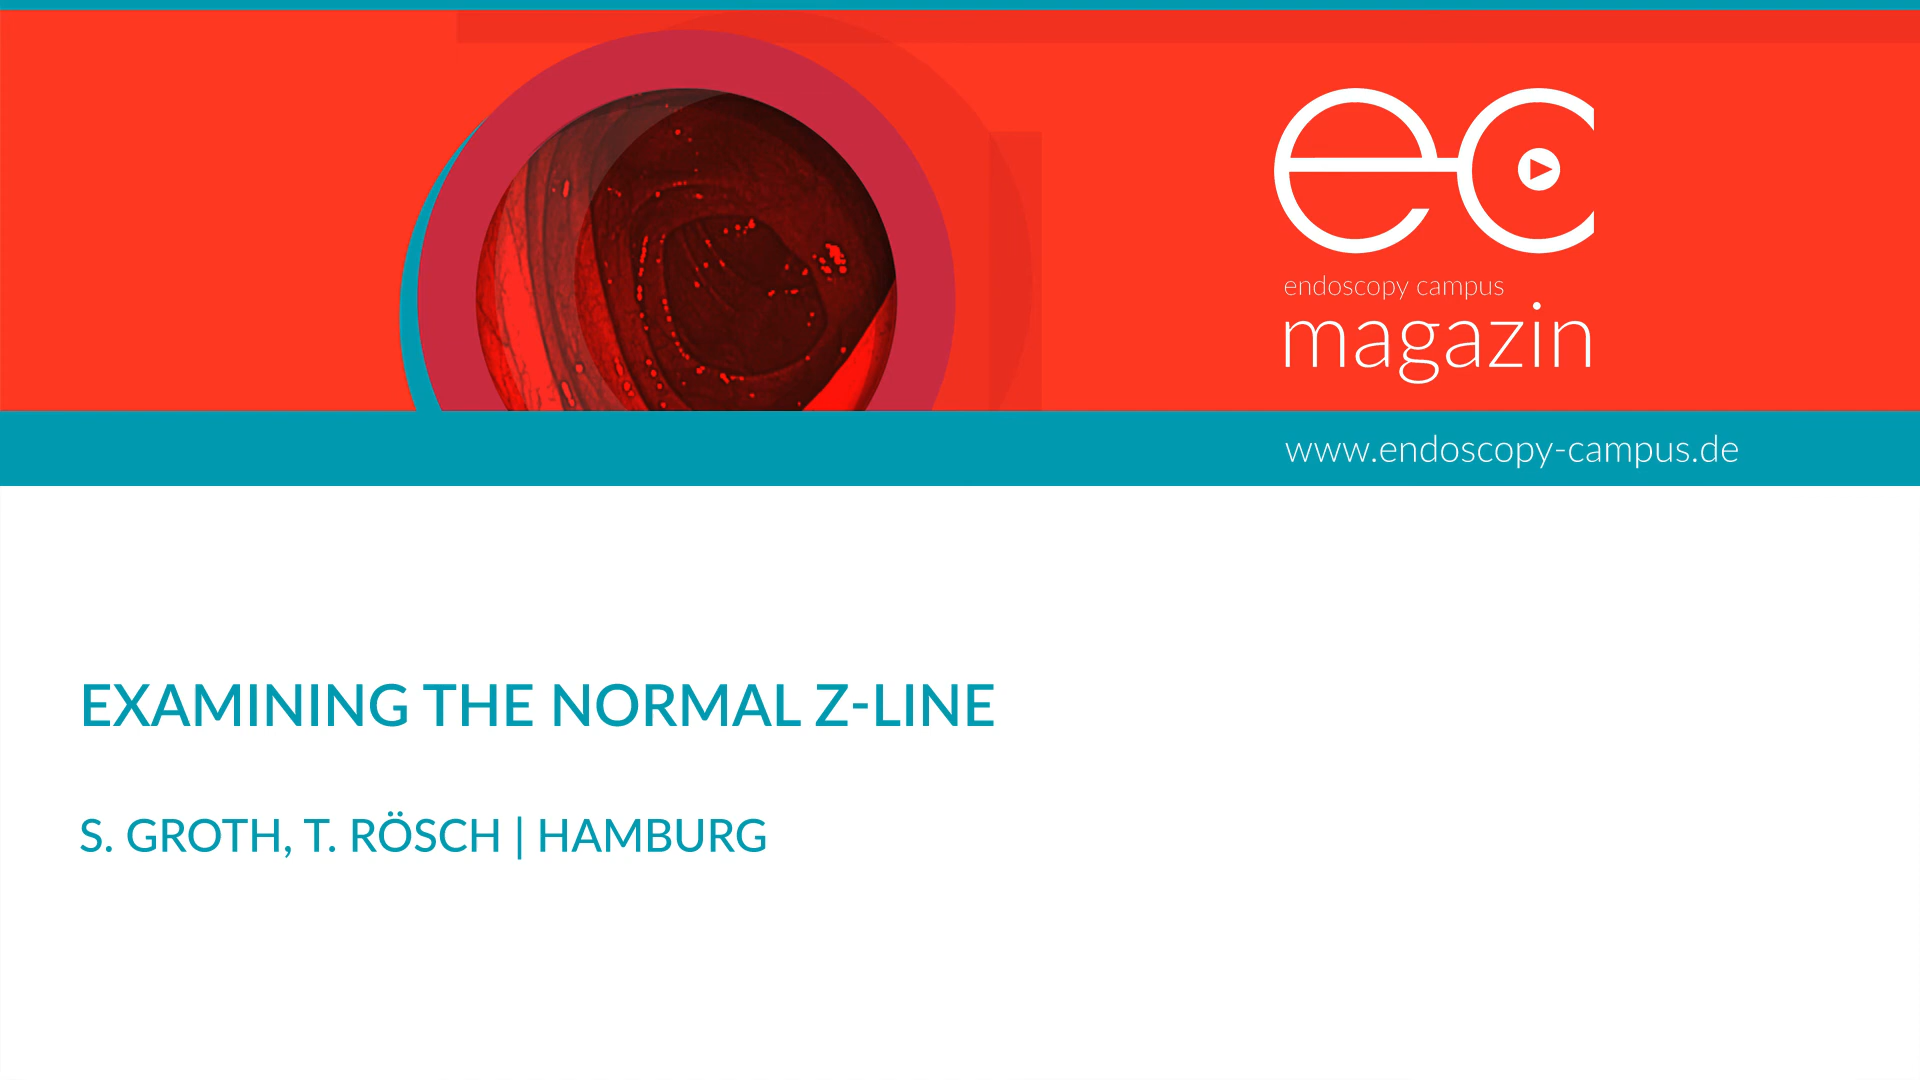 ec
endoscopy campus
magazin
www.endoscopy-campus.de
EXAMINING THE NORMAL Z-LINE
S. GROTH, T. RÖSCH | HAMBURG